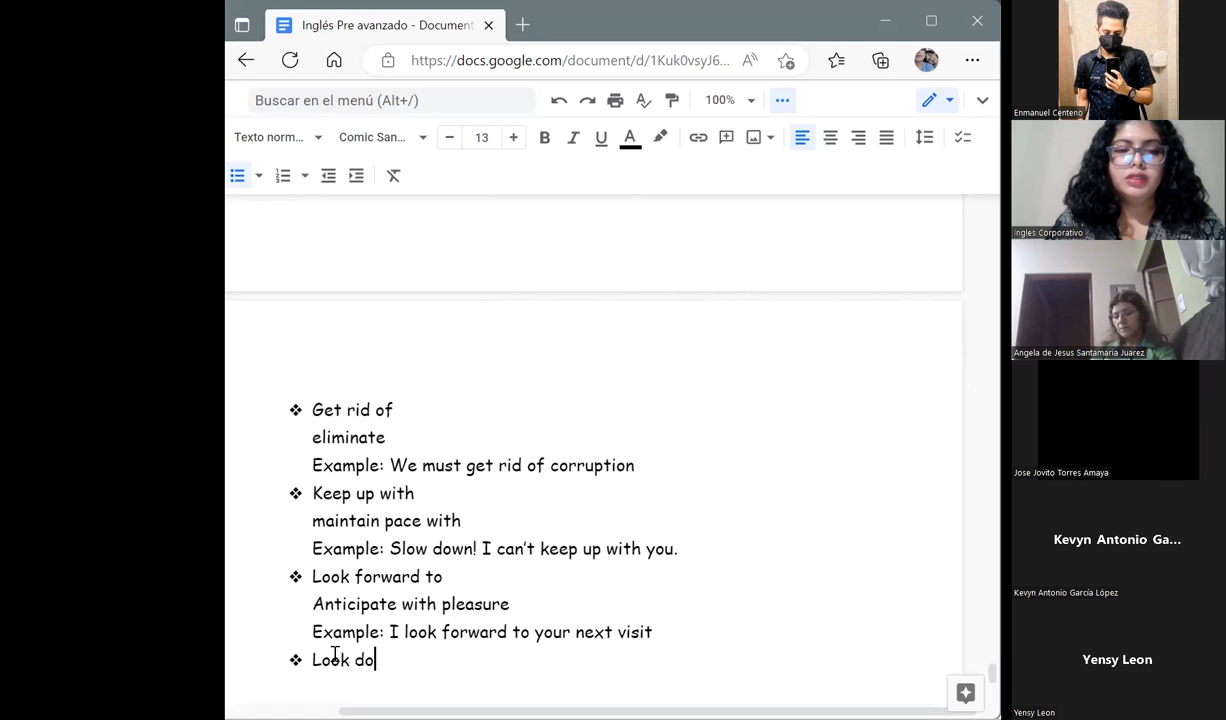 Inglés Pre avanzado - Document
https://docs.google.com/document/d/1Kuk0vsyJ6...
Buscar en el menú (Alt+/)
100%
Texto norm...
Comic San...
13
B
I
U
A
❖ Get rid of
eliminate
Example: We must get rid of corruption
❖ Keep up with
maintain pace with
Example: Slow down! I can't keep up with you.
❖ Look forward to
Anticipate with pleasure
Example: I look forward to your next visit
❖ Look do
Enmanuel Centeno
Ingles Corporativo
Angela de Jesus Santamaria Juarez
Jose Jovito Torres Amaya
Kevyn Antonio Ga...
Kevyn Antonio García López
Yensy Leon
Yensy Leon